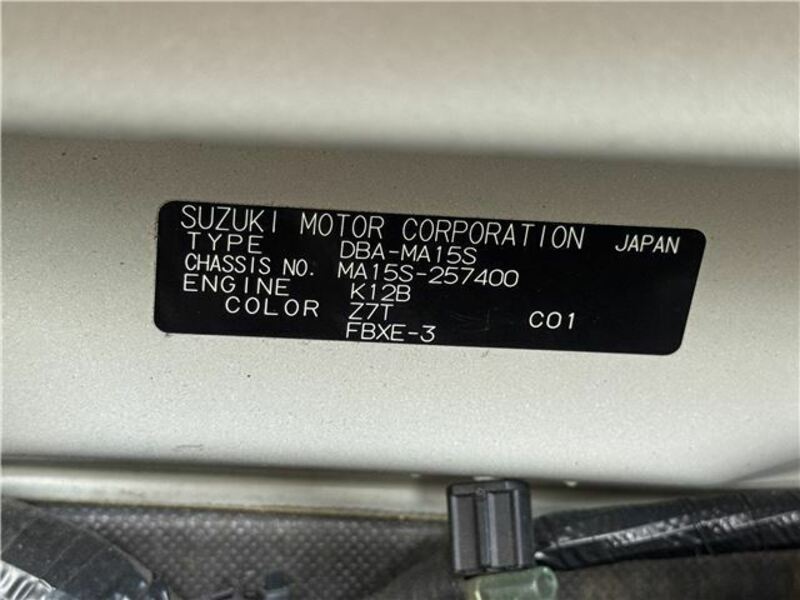 SUZUKI MOTOR CORPORATION JAPAN
TYPE DBA-MA15S
CHASSIS NO. MA15S-257400
ENGINE K12B
COLOR Z7T C01
FBXE-3